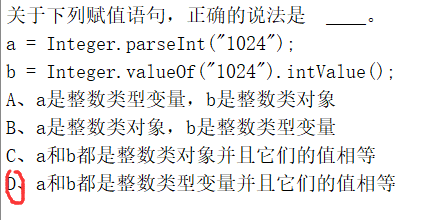 关于下列赋值语句，正确的说法是 ____。
a = Integer.parseInt("1024");
b = Integer.valueOf("1024").intValue();
A、a是整数类型变量，b是整数类对象
B、a是整数类对象，b是整数类型变量
C、a和b都是整数类对象并且它们的值相等
D、a和b都是整数类型变量并且它们的值相等